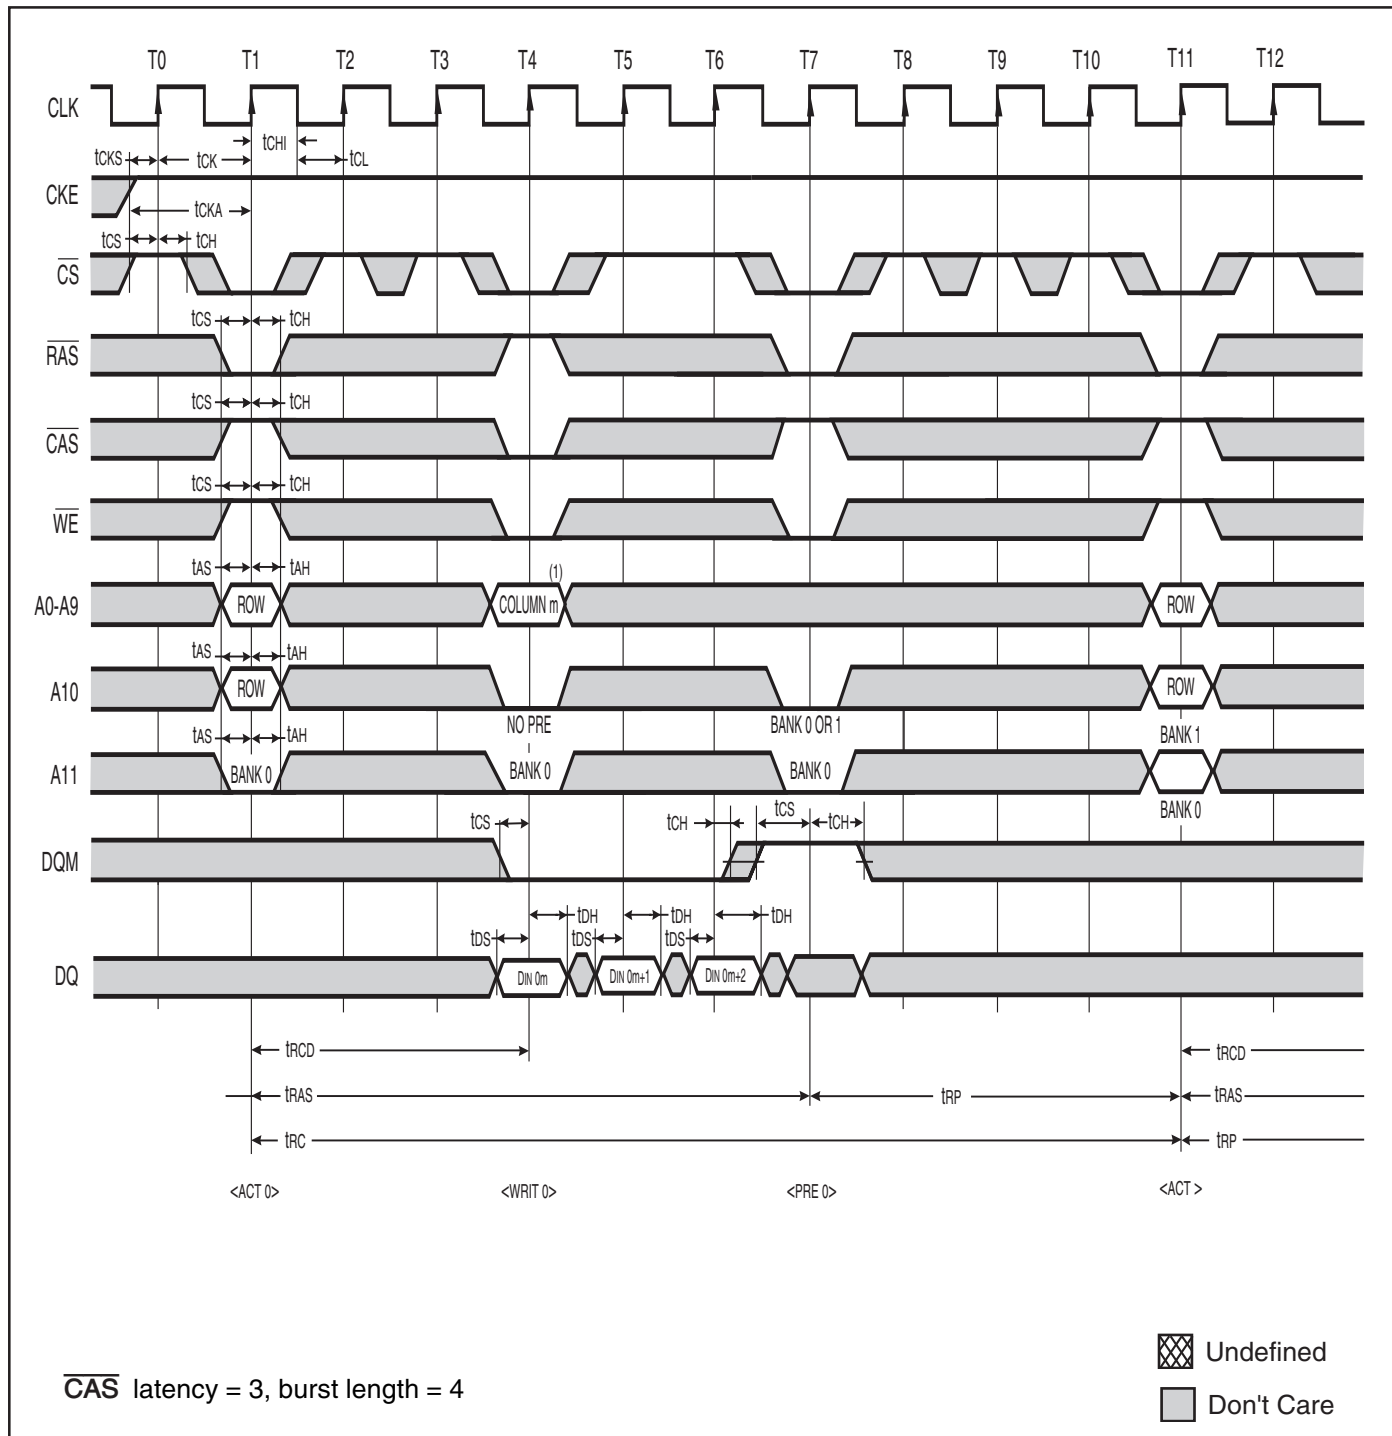 T0 T1 T2 T3 T4 T5 T6 T7 T8 T9 T10 T11 T12
CLK
tCHI
tCKS tCK tCL
CKE
tCKA
tCS tCH
CS
tCS tCH
RAS
tCS tCH
CAS
tCS tCH
WE
(1)
tAS tAH
A0-A9 ROW COLUMN m ROW
tAS tAH
A10 ROW ROW
NO PRE BANK 0 OR 1 BANK 1
tAS tAH
A11 BANK 0 BANK 0 BANK 0
BANK 0
tCS tCH tCS tCH
DQM
tDH tDH tDH
tDS tDS tDS
DQ DIN 0m DIN 0m+1 DIN 0m+2
tRCD tRCD
tRAS tRP tRAS
tRC tRP
<ACT 0> <WRIT 0> <PRE 0> <ACT >
Undefined
CAS latency = 3, burst length = 4
Don't Care